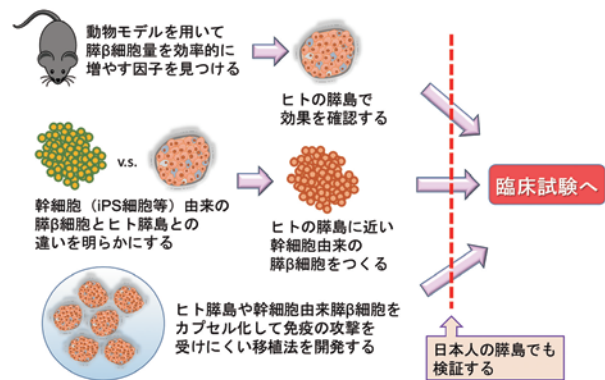 動物モデルを用いて
膵β細胞量を効率的に
増やす因子を見つける
ヒトの膵島で
効果を確認する
v.s.
幹細胞（iPS細胞等）由来の
膵β細胞とヒト膵島との
違いを明らかにする
ヒトの膵島に近い
幹細胞由来の
膵β細胞をつくる
臨床試験へ
ヒト膵島や幹細胞由来膵β細胞を
カプセル化して免疫の攻撃を
受けにくい移植法を開発する
日本人の膵島でも
検証する